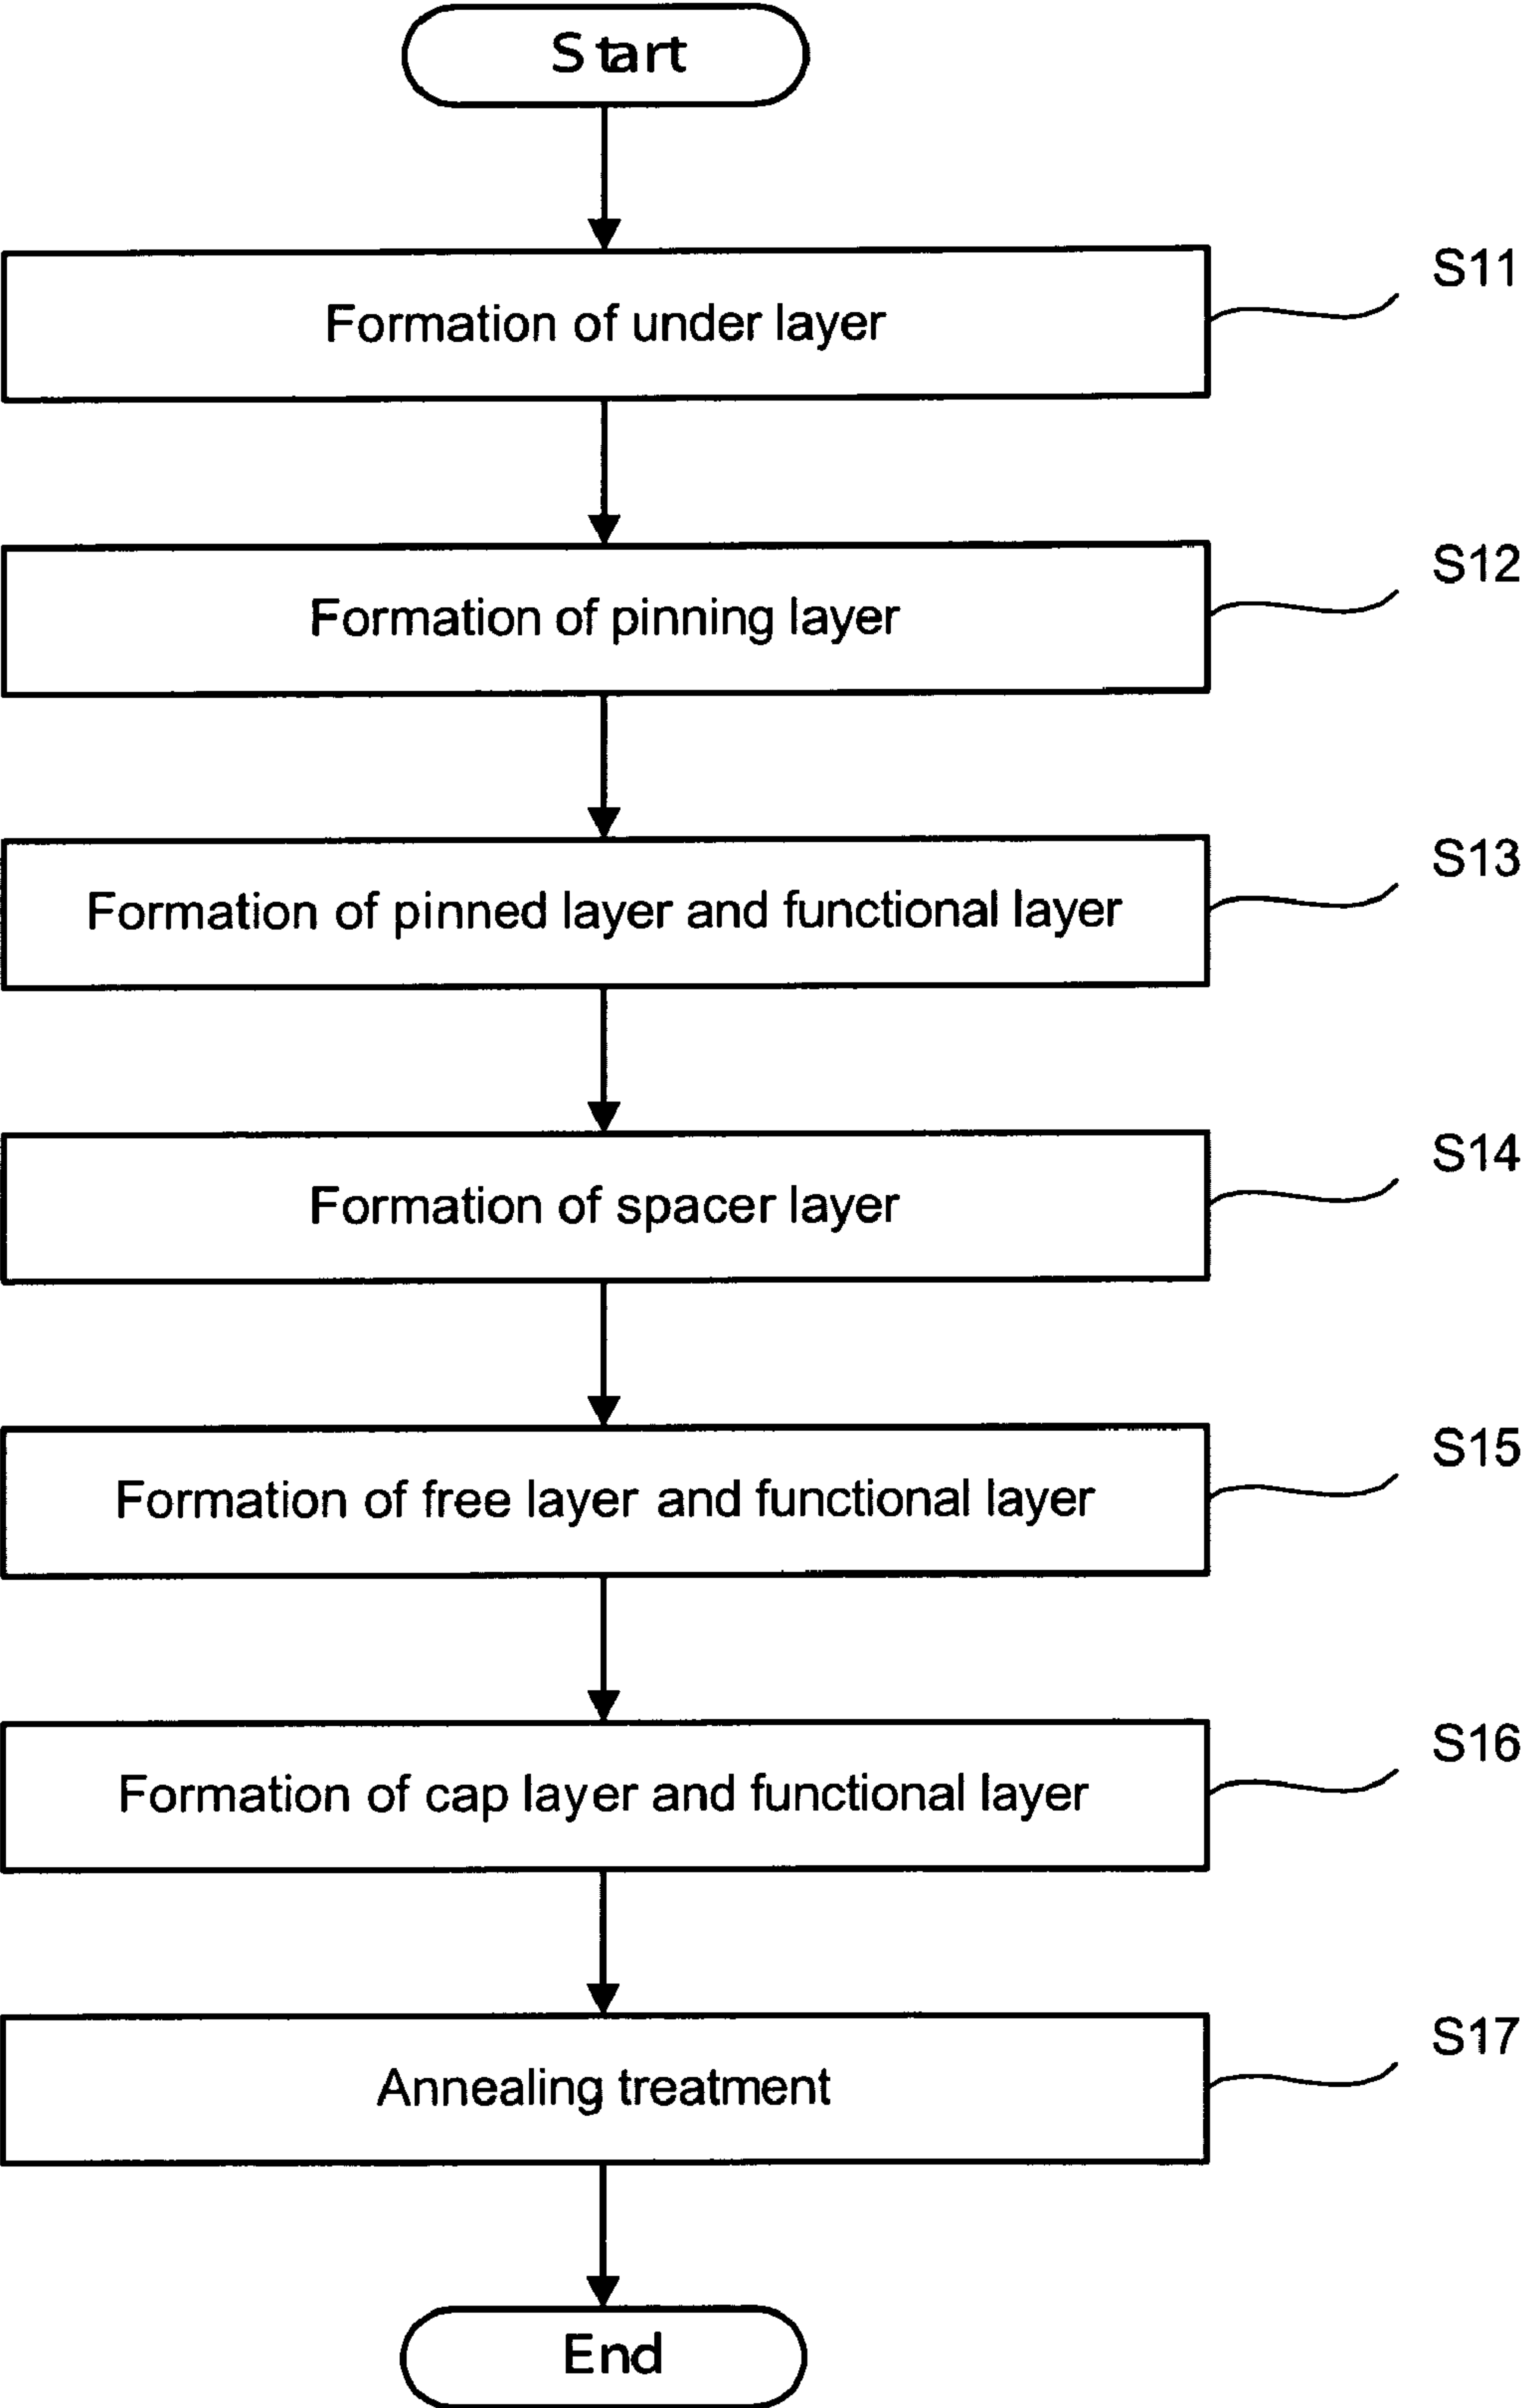 Start
Formation of under layer
S11
Formation of pinning layer
S12
Formation of pinned layer and functional layer
S13
Formation of spacer layer
S14
Formation of free layer and functional layer
S15
Formation of cap layer and functional layer
S16
Annealing treatment
S17
End